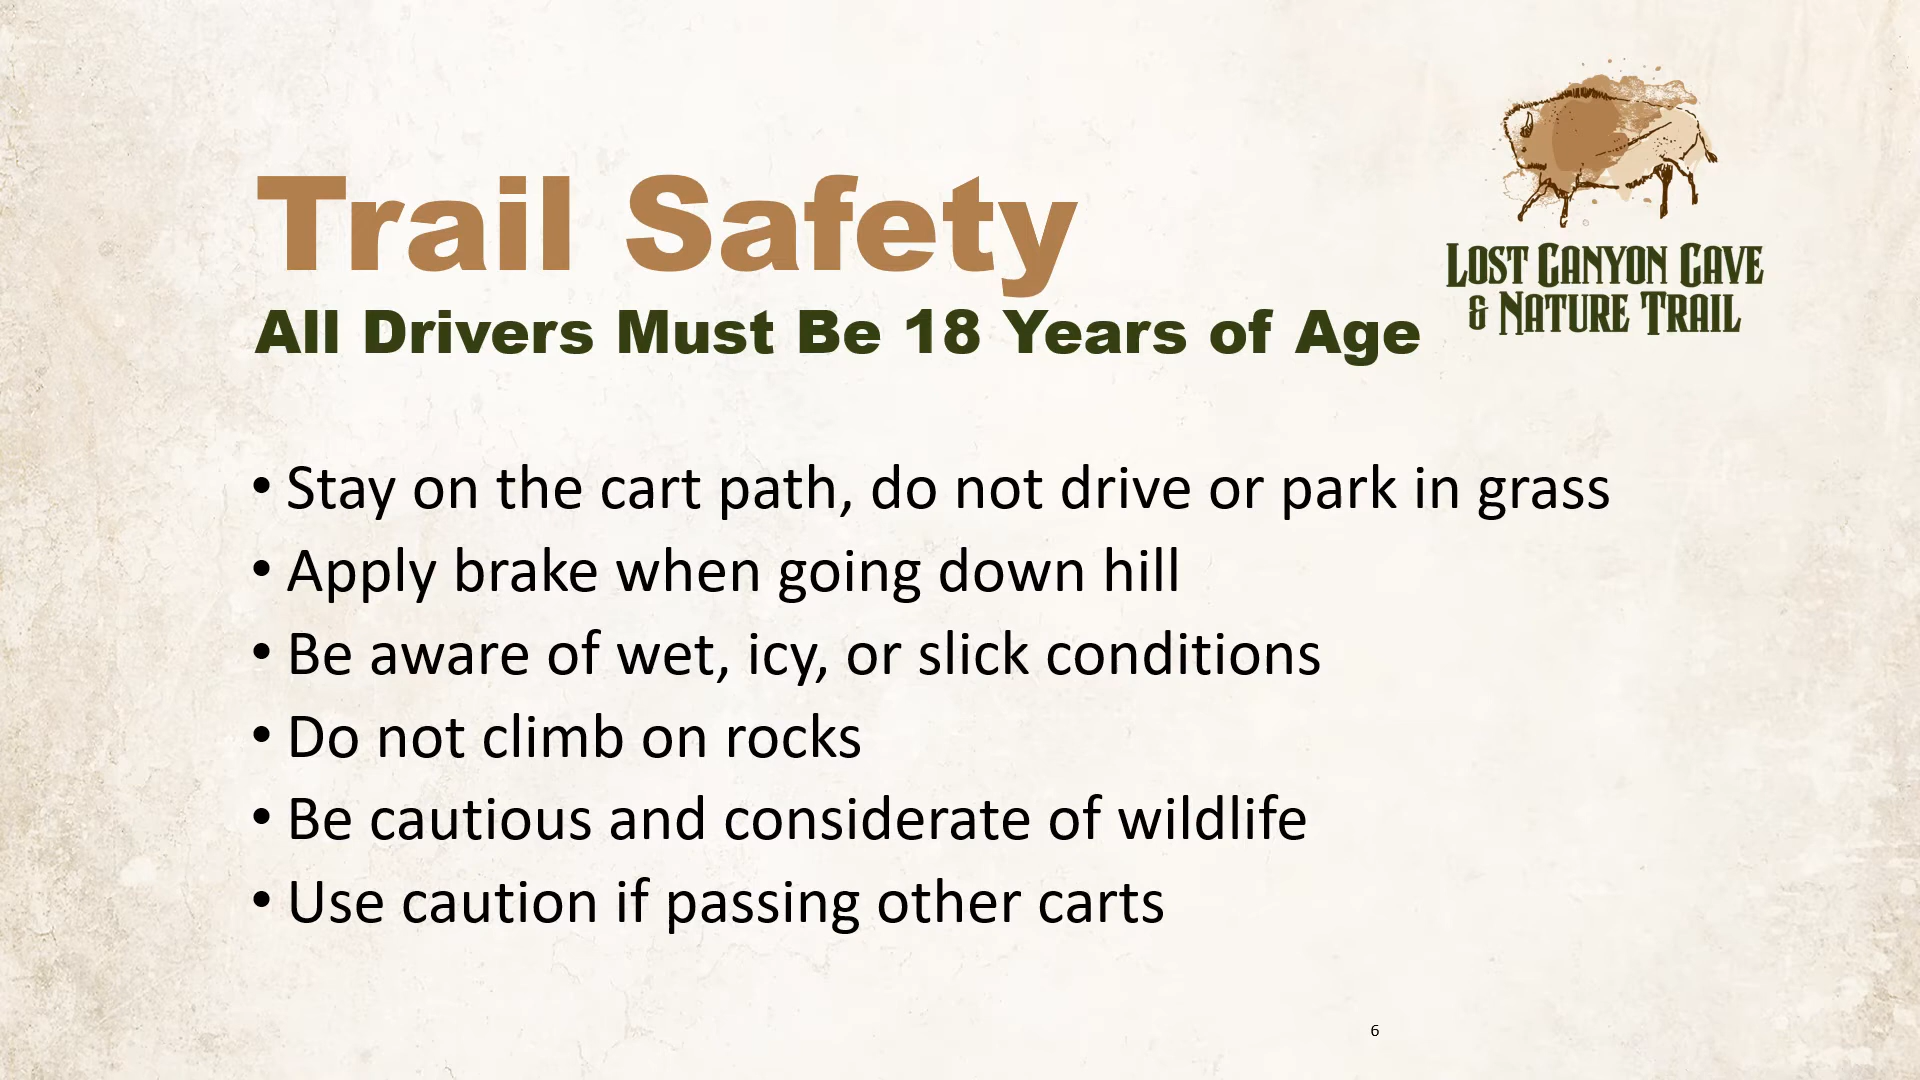 Trail Safety
All Drivers Must Be 18 Years of Age
LOST CANYON CAVE
& NATURE TRAIL
• Stay on the cart path, do not drive or park in grass
• Apply brake when going down hill
• Be aware of wet, icy, or slick conditions
• Do not climb on rocks
• Be cautious and considerate of wildlife
• Use caution if passing other carts
6